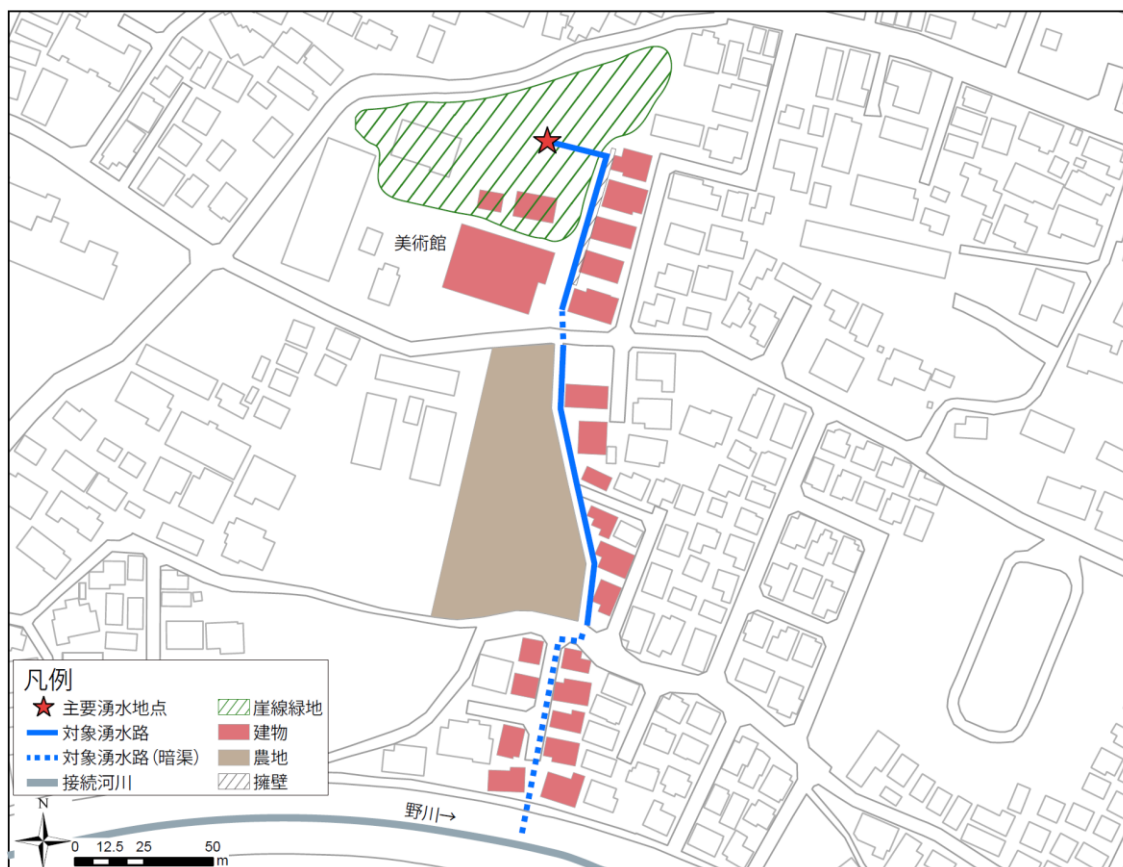 美術館
凡例
主要湧水地点
対象湧水路
対象湧水路(暗渠)
接続河川
崖線緑地
建物
農地
擁壁
野川→
N
0 12.5 25 50
m